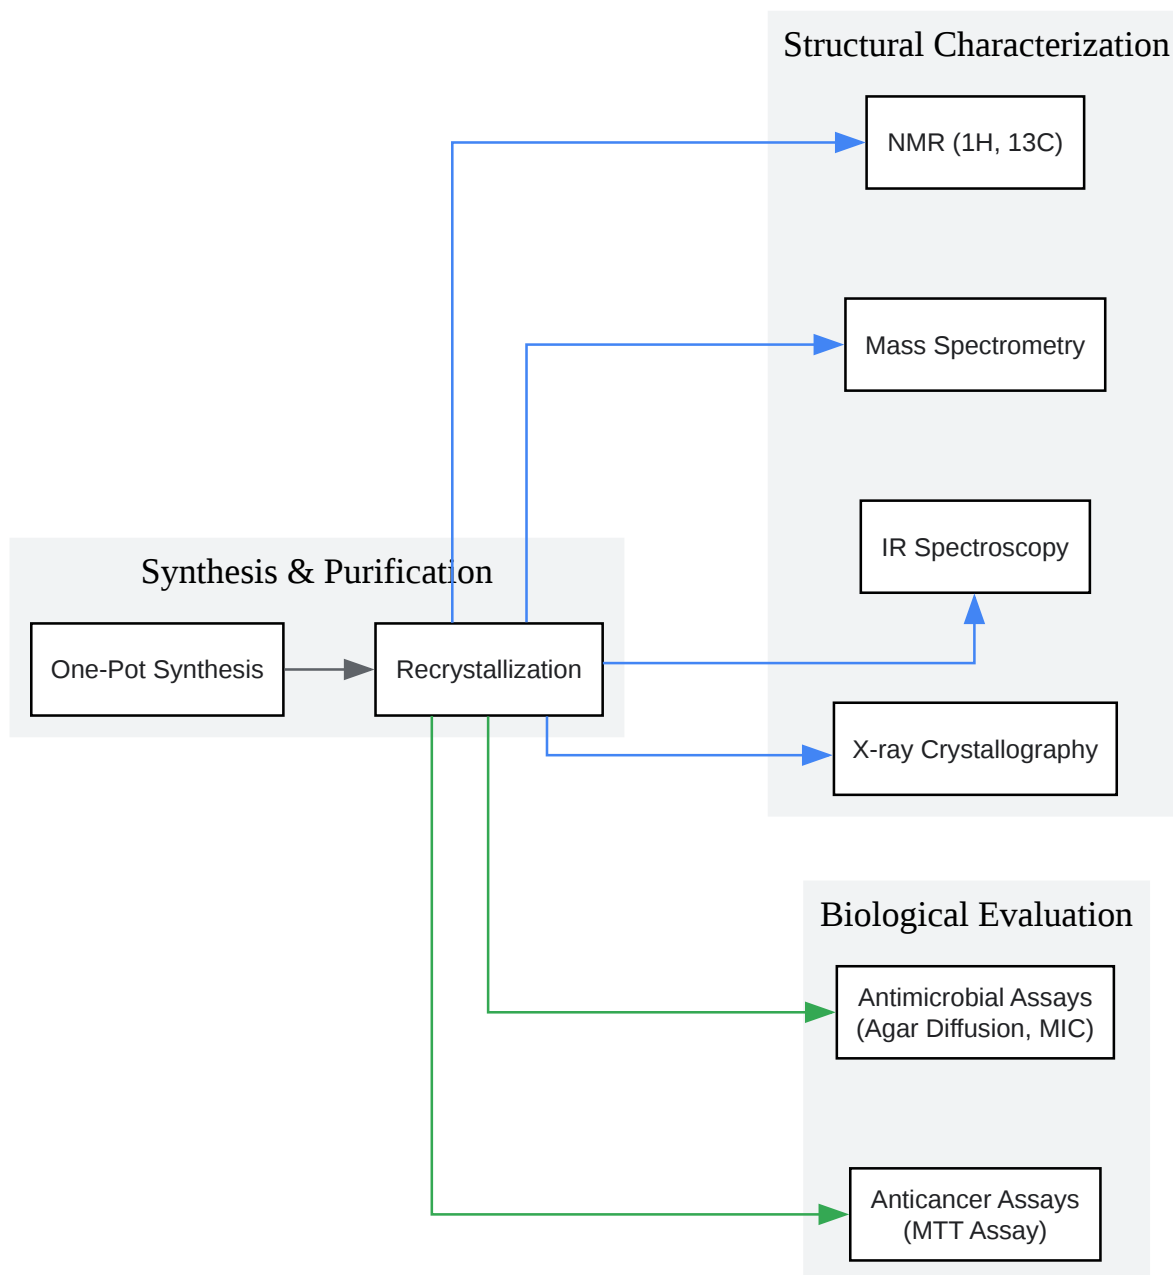 Structural Characterization
NMR (1H, 13C)
Mass Spectrometry
IR Spectroscopy
Synthesis & Purification
One-Pot Synthesis
Recrystallization
X-ray Crystallography
Biological Evaluation
Antimicrobial Assays
(Agar Diffusion, MIC)
Anticancer Assays
(MTT Assay)